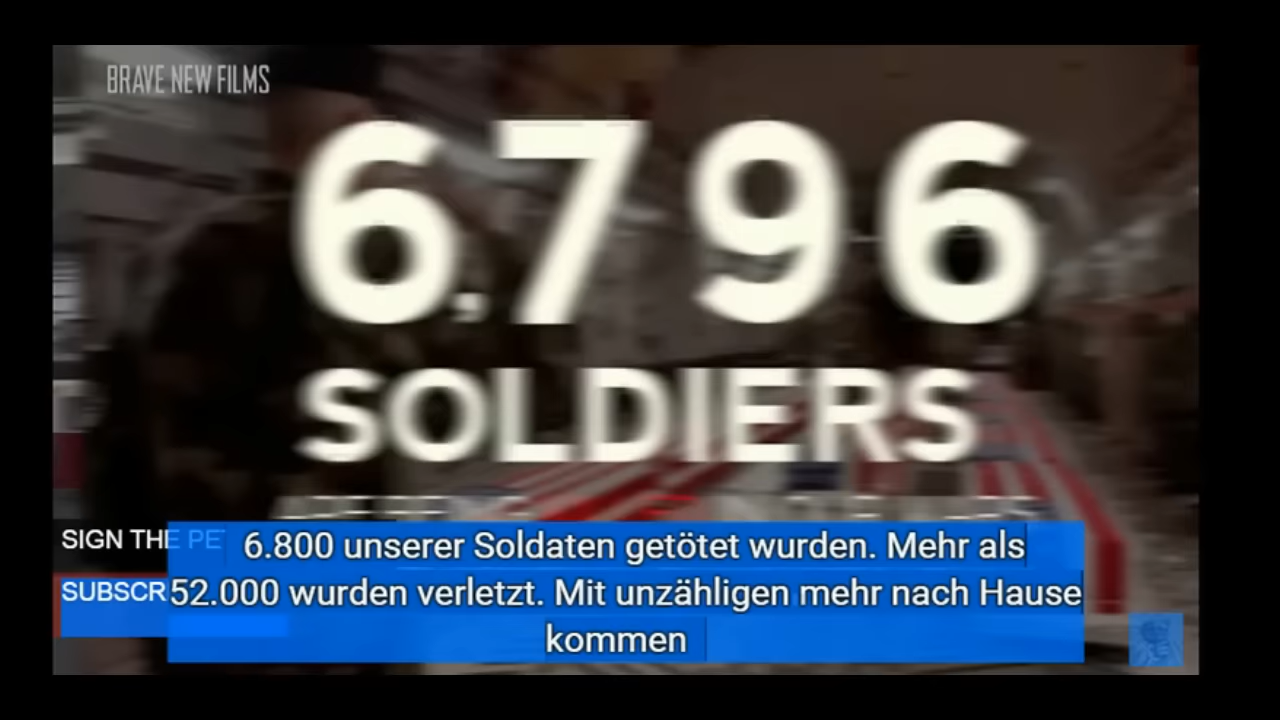 BRAVE NEW FILMS
6,796
SOLDIERS
SIGN THE PE
6.800 unserer Soldaten getötet wurden. Mehr als
SUBSCR
52.000 wurden verletzt. Mit unzähligen mehr nach Hause
kommen